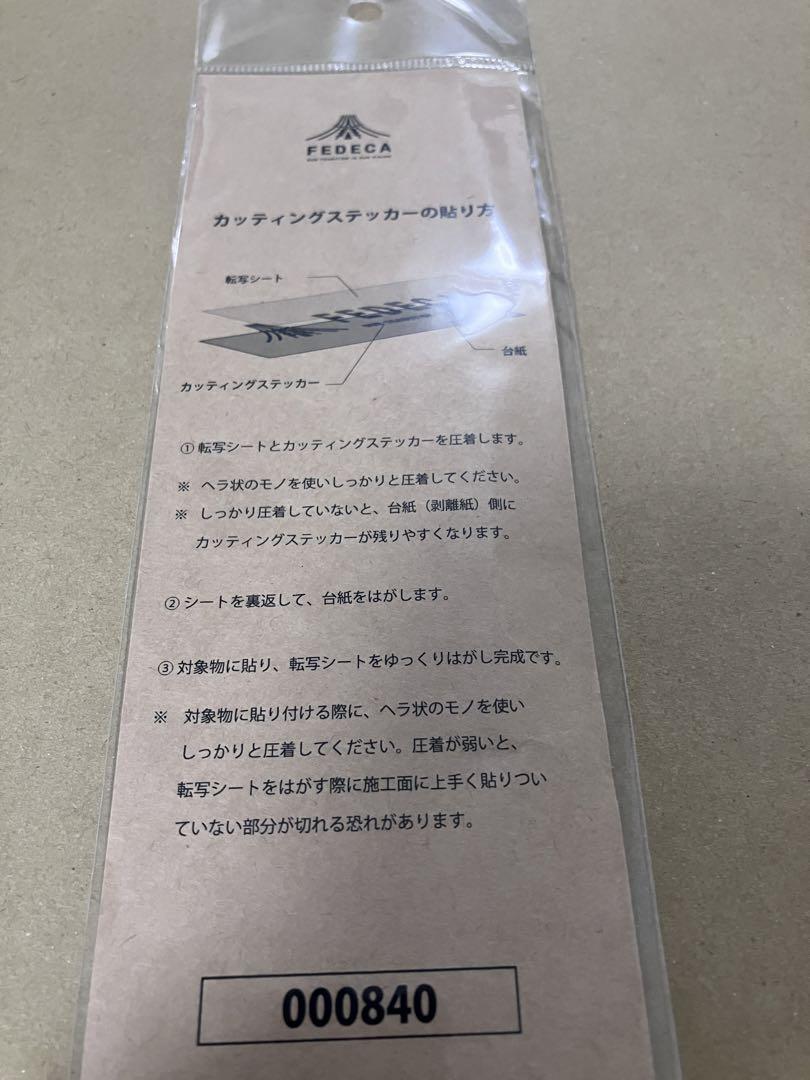 FEDECA
カッティングステッカーの貼り方
転写シート
FEDECA
台紙
カッティングステッカー
① 転写シートとカッティングステッカーを圧着します。
※ ヘラ状のモノを使いしっかりと圧着してください。
※ しっかり圧着していないと、台紙（剥離紙）側に
カッティングステッカーが残りやすくなります。
② シートを裏返して、台紙をはがします。
③ 対象物に貼り、転写シートをゆっくりはがし完成です。
※ 対象物に貼り付ける際に、ヘラ状のモノを使い
しっかりと圧着してください。圧着が弱いと、
転写シートをはがす際に施工面に上手く貼りつい
ていない部分が切れる恐れがあります。
000840